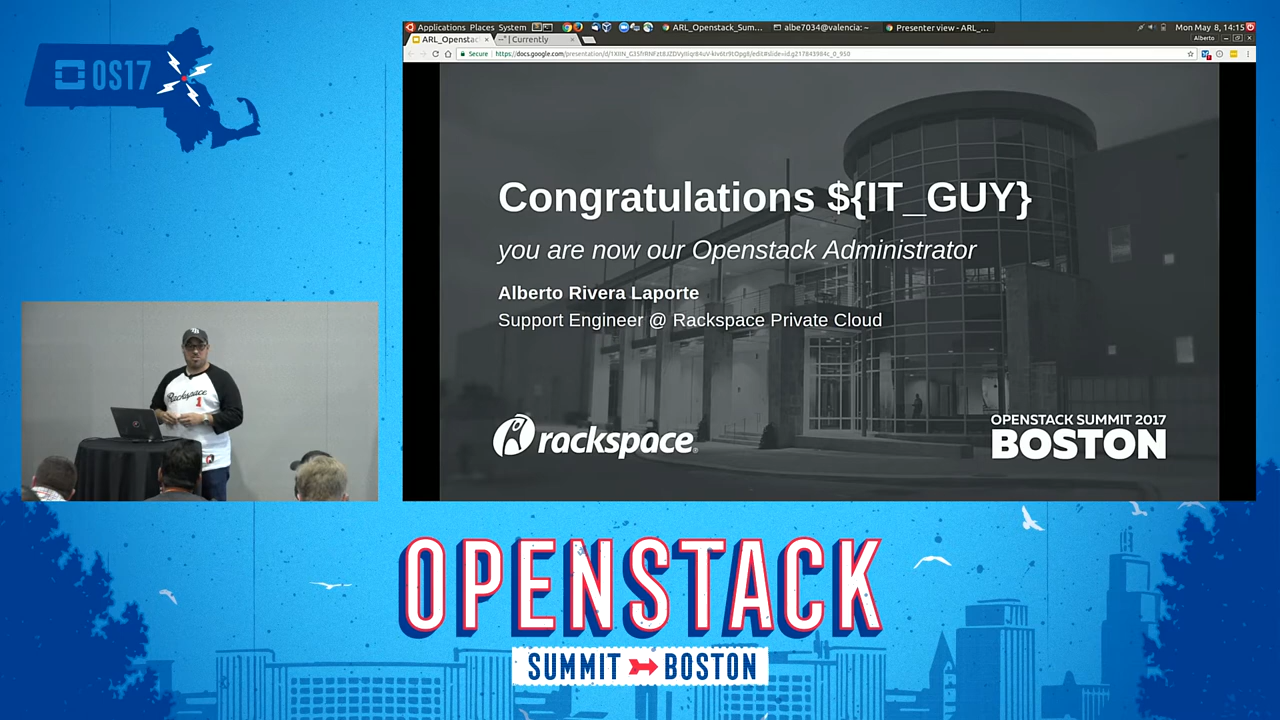 OS17
Applications Places System
ARL_Openstack_Sum...
albe7034@valencia: ~
Presenter view - ARL_...
Mon May 8, 14:15
ARL_Openstac
Currently
Alberto
Secure
Congratulations ${IT_GUY}
you are now our Openstack Administrator
Alberto Rivera Laporte
Support Engineer @ Rackspace Private Cloud
rackspace
OPENSTACK SUMMIT 2017
BOSTON
Rackspace
1
OPENSTACK
SUMMIT BOSTON